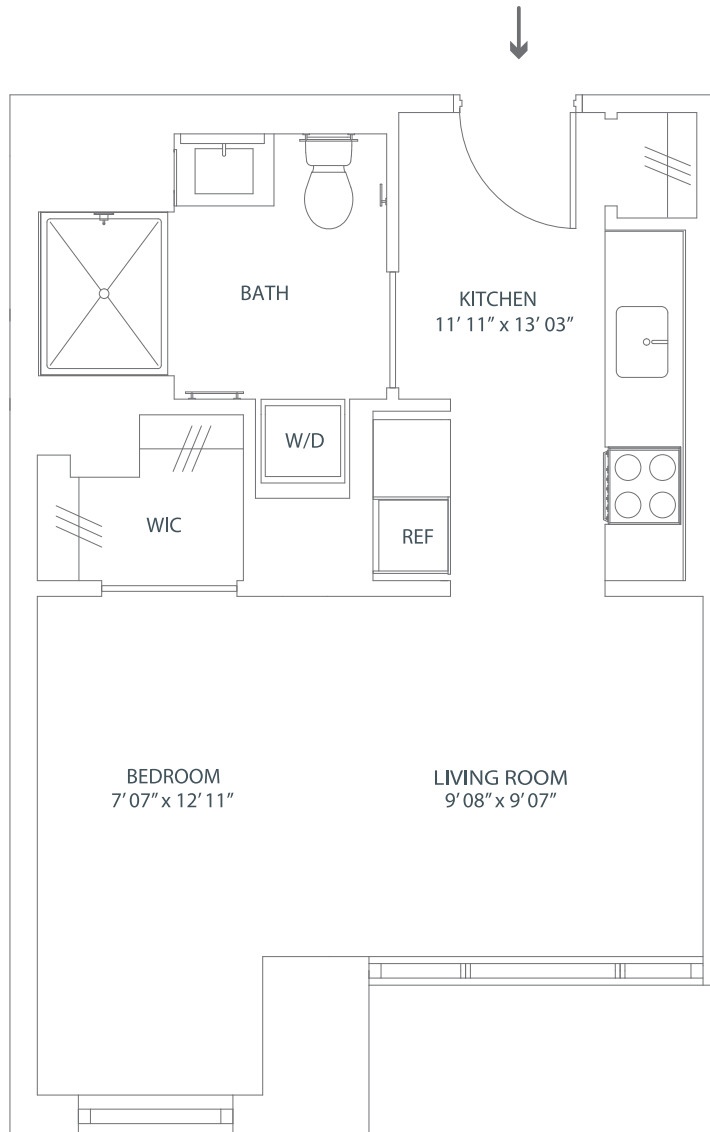 BATH
KITCHEN
11' 11” x 13' 03”
W/D
WIC
REF
BEDROOM
7' 07” x 12' 11”
LIVING ROOM
9' 08” x 9' 07”